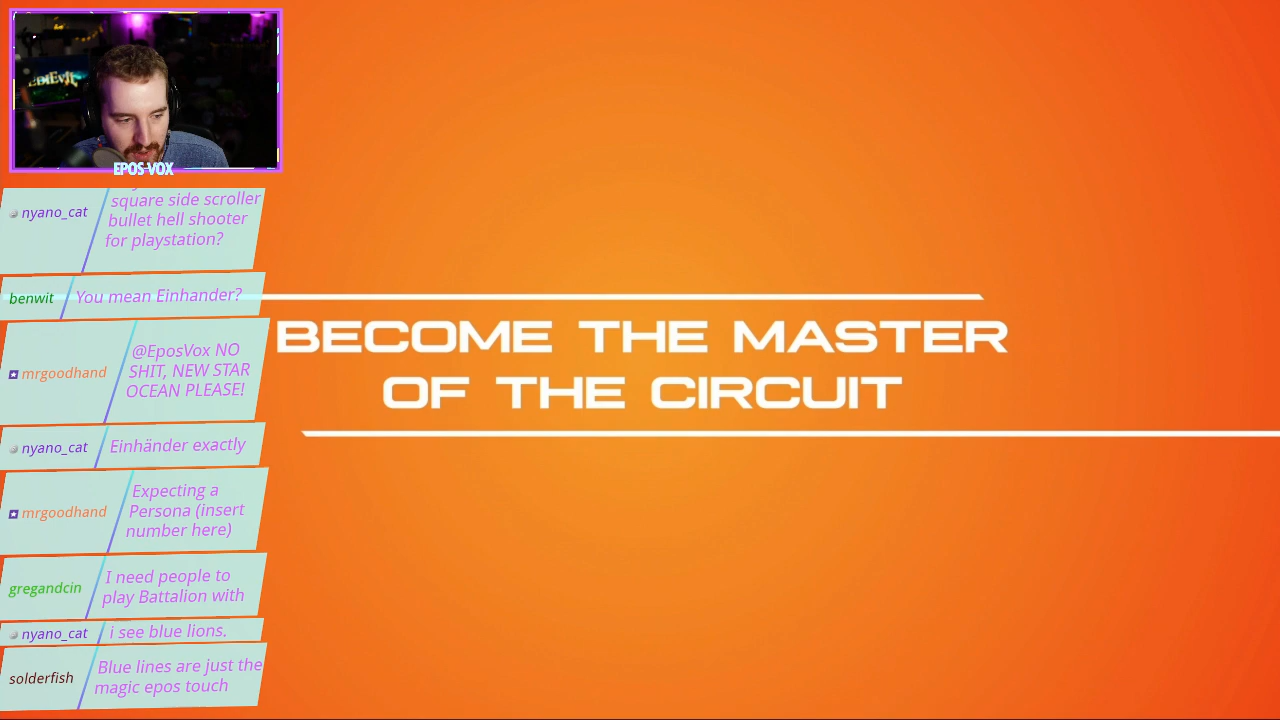 EPOS VOX
nyano_cat
square side scroller
bullet hell shooter
for playstation?
benwit
You mean Einhander?
mrgoodhand
@EposVox NO
SHIT, NEW STAR
OCEAN PLEASE!
nyano_cat
Einhänder exactly
mrgoodhand
Expecting a
Persona (insert
number here)
gregandcin
I need people to
play Battalion with
nyano_cat
i see blue lions.
solderfish
Blue lines are just the
magic epos touch
BECOME THE MASTER
OF THE CIRCUIT